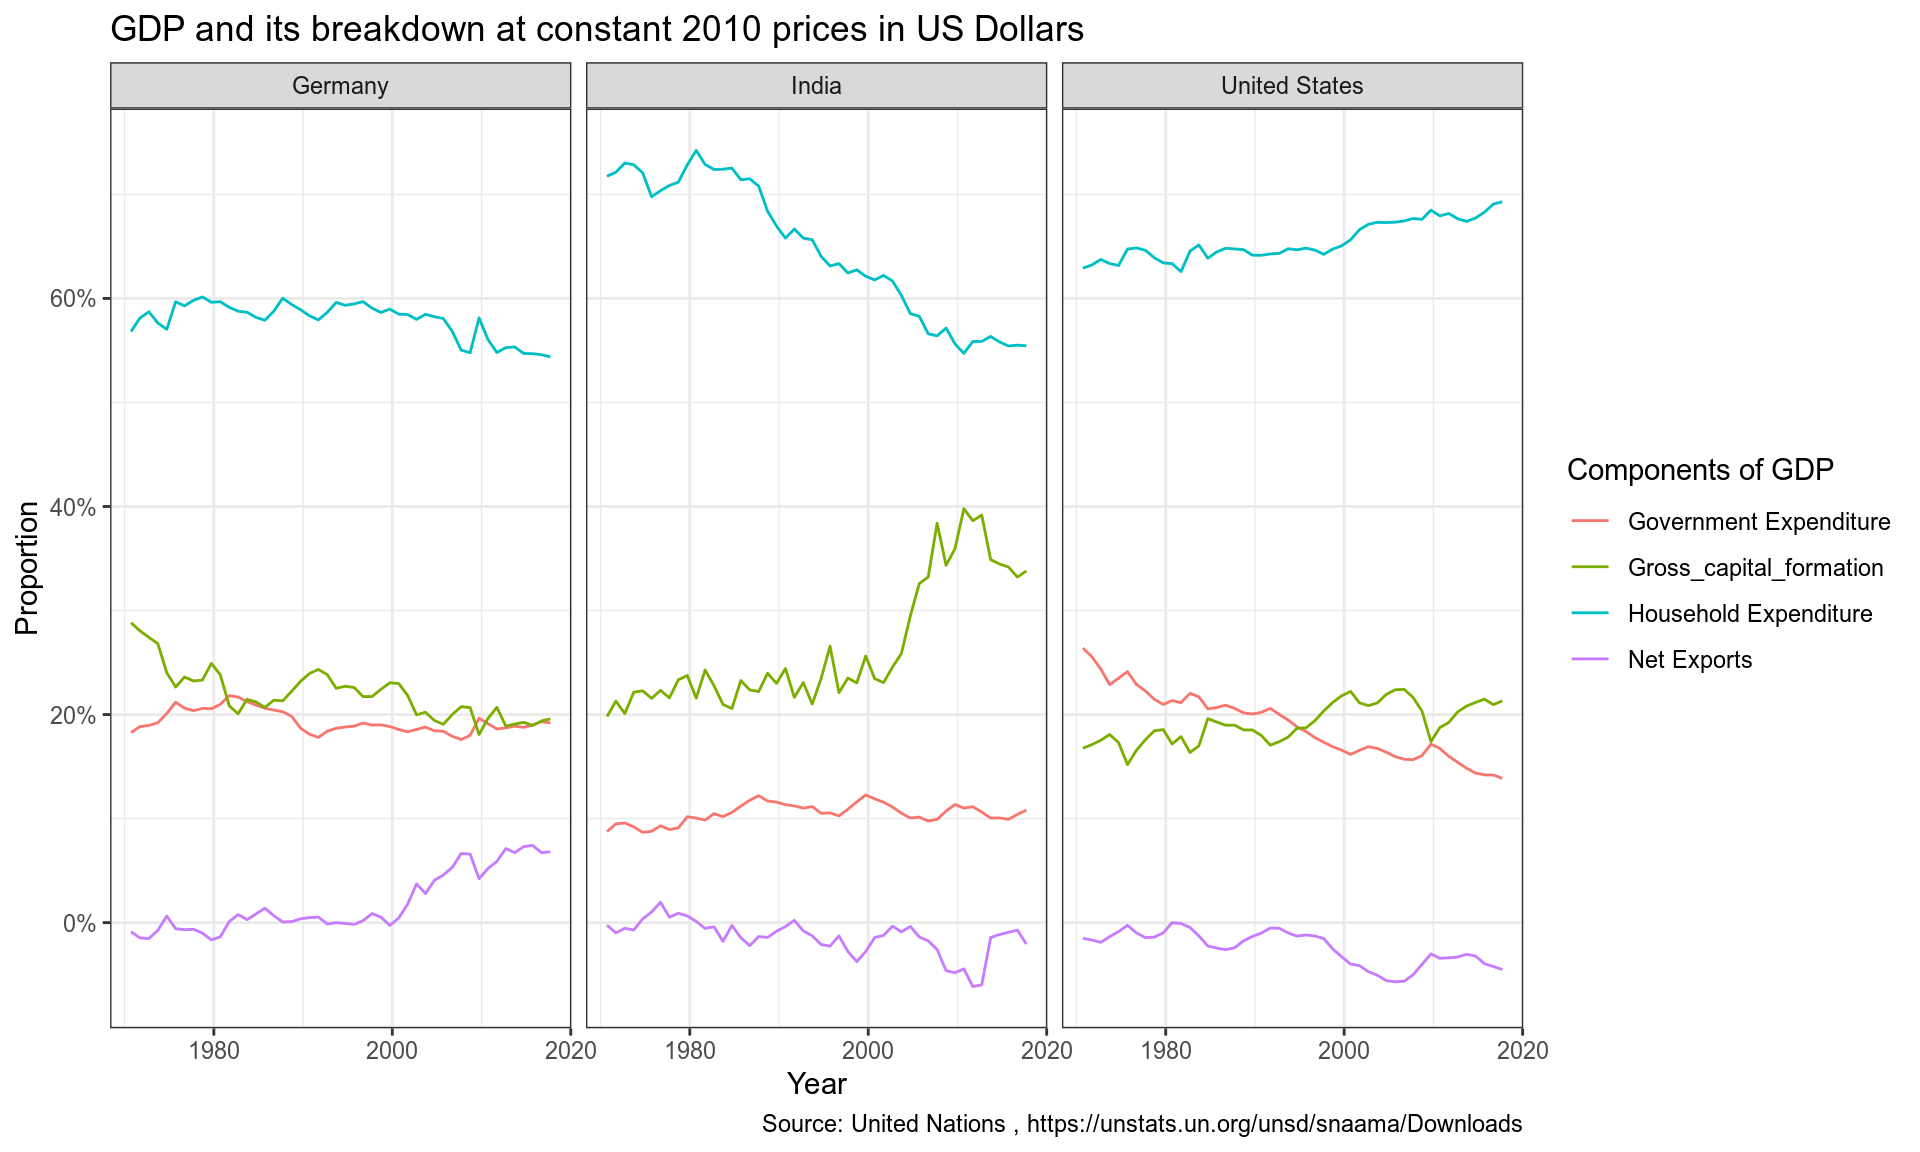 GDP and its breakdown at constant 2010 prices in US Dollars
Germany
India
United States
Proportion
60%
40%
20%
0%
1980
2000
2020
1980
2000
2020
1980
2000
2020
Year
Components of GDP
Government Expenditure
Gross_capital_formation
Household Expenditure
Net Exports
Source: United Nations , https://unstats.un.org/unsd/snaama/Downloads